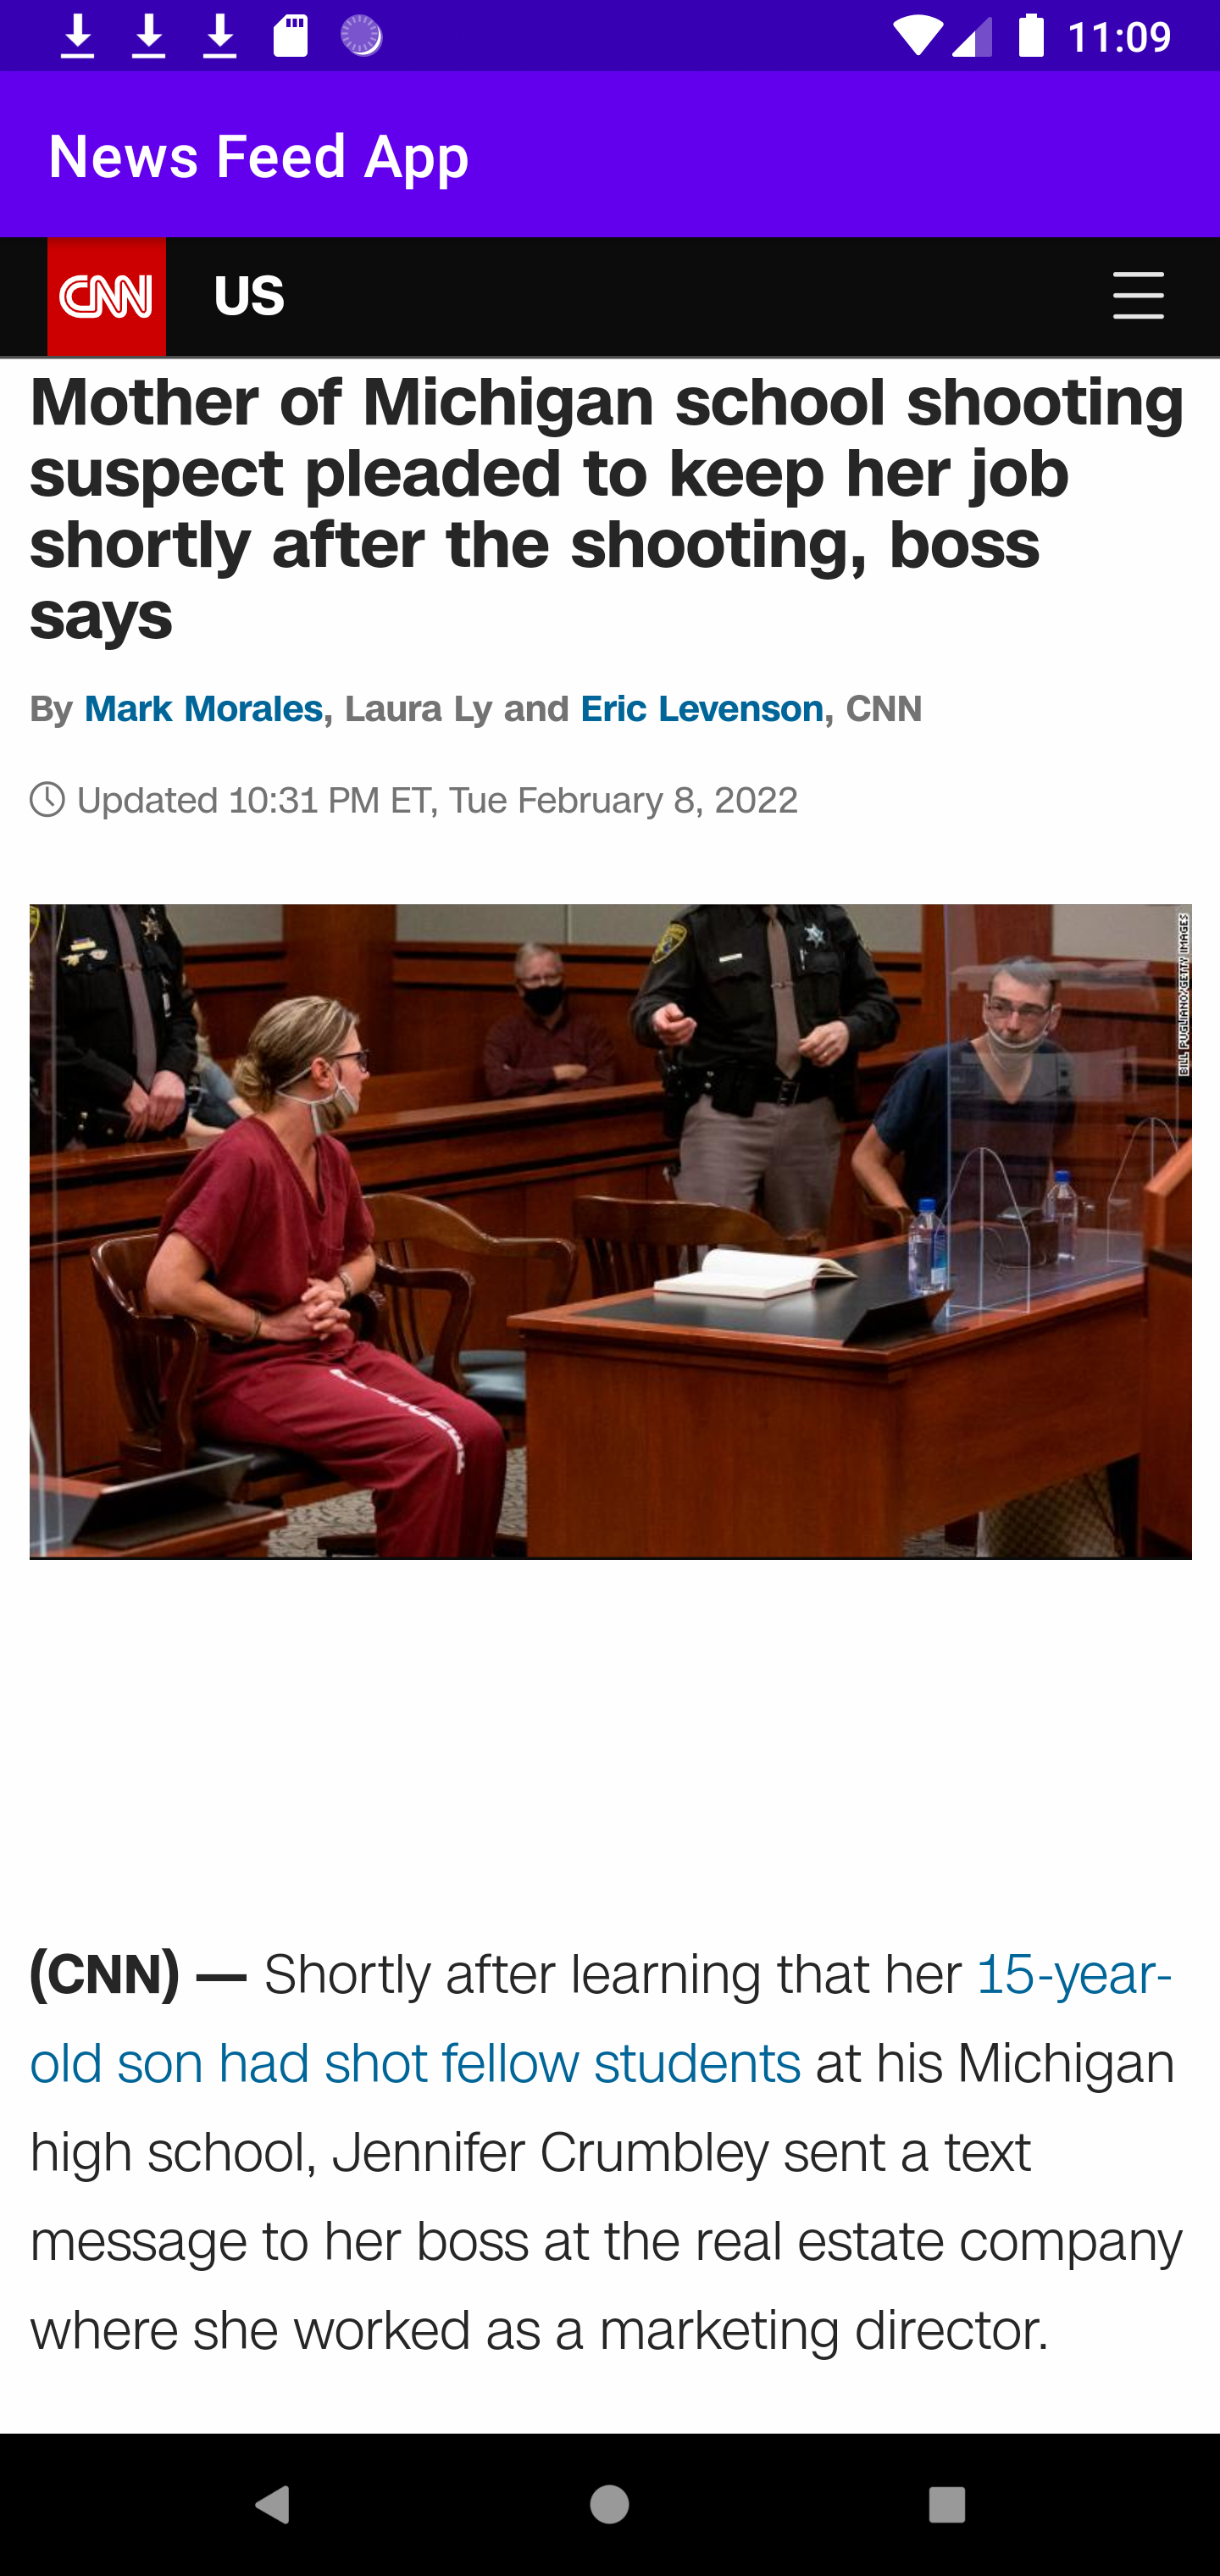 11:09
News Feed App
CNN US
Mother of Michigan school shooting
suspect pleaded to keep her job
shortly after the shooting, boss
says
By Mark Morales, Laura Ly and Eric Levenson, CNN
Updated 10:31 PM ET, Tue February 8, 2022
BILL PUGLIANO/GETTY IMAGES
(CNN) — Shortly after learning that her 15-year-
old son had shot fellow students at his Michigan
high school, Jennifer Crumbley sent a text
message to her boss at the real estate company
where she worked as a marketing director.